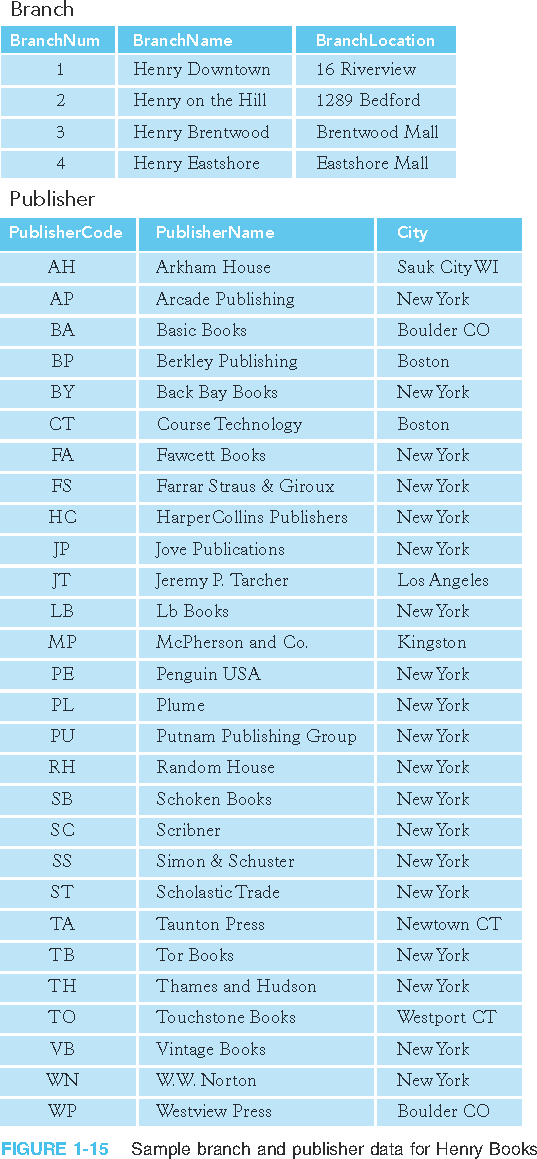 Branch
BranchNum BranchName BranchLocation
1 Henry Downtown 16 Riverview
2 Henry on the Hill 1289 Bedford
3 Henry Brentwood Brentwood Mall
4 Henry Eastshore Eastshore Mall
Publisher
PublisherCode PublisherName City
AH Arkham House Sauk City WI
AP Arcade Publishing New York
BA Basic Books Boulder CO
BP Berkley Publishing Boston
BY Back Bay Books New York
CT Course Technology Boston
FA Fawcett Books New York
FS Farrar Straus & Giroux New York
HC HarperCollins Publishers New York
JP Jove Publications New York
JT Jeremy P. Tarcher Los Angeles
LB Lb Books New York
MP McPherson and Co. Kingston
PE Penguin USA New York
PL Plume New York
PU Putnam Publishing Group New York
RH Random House New York
SB Schoken Books New York
SC Scribner New York
SS Simon & Schuster New York
ST Scholastic Trade New York
TA Taunton Press Newtown CT
TB Tor Books New York
TH Thames and Hudson New York
TO Touchstone Books Westport CT
VB Vintage Books New York
WN W.W. Norton New York
WP Westview Press Boulder CO
FIGURE 1-15 Sample branch and publisher data for Henry Books